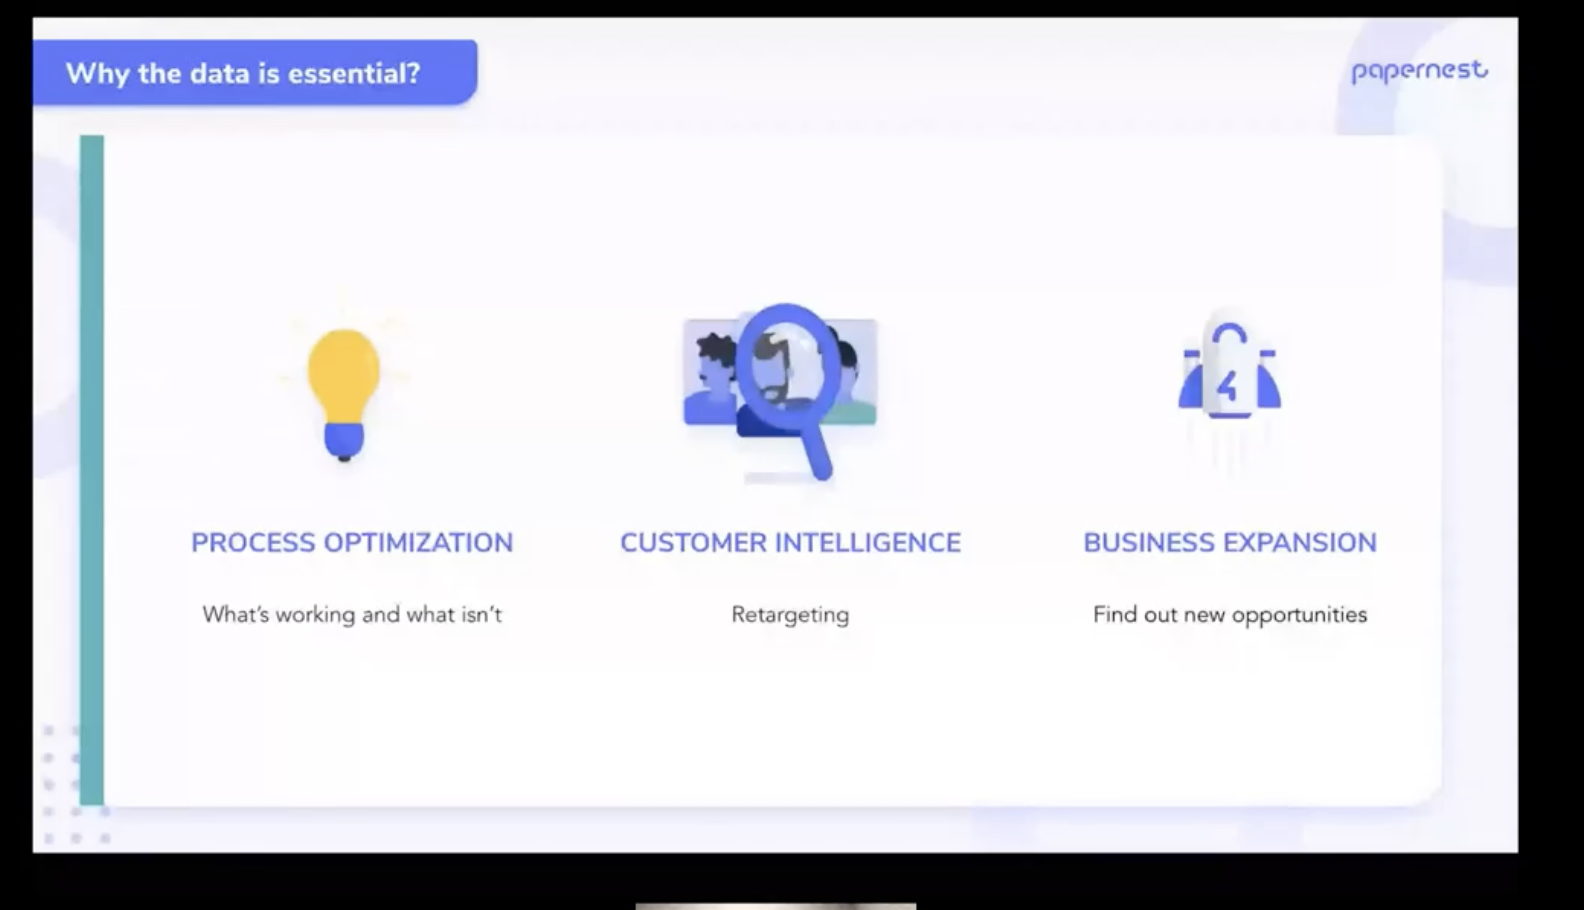 Why the data is essential?
papernest
4
PROCESS OPTIMIZATION
CUSTOMER INTELLIGENCE
BUSINESS EXPANSION
What's working and what isn't
Retargeting
Find out new opportunities